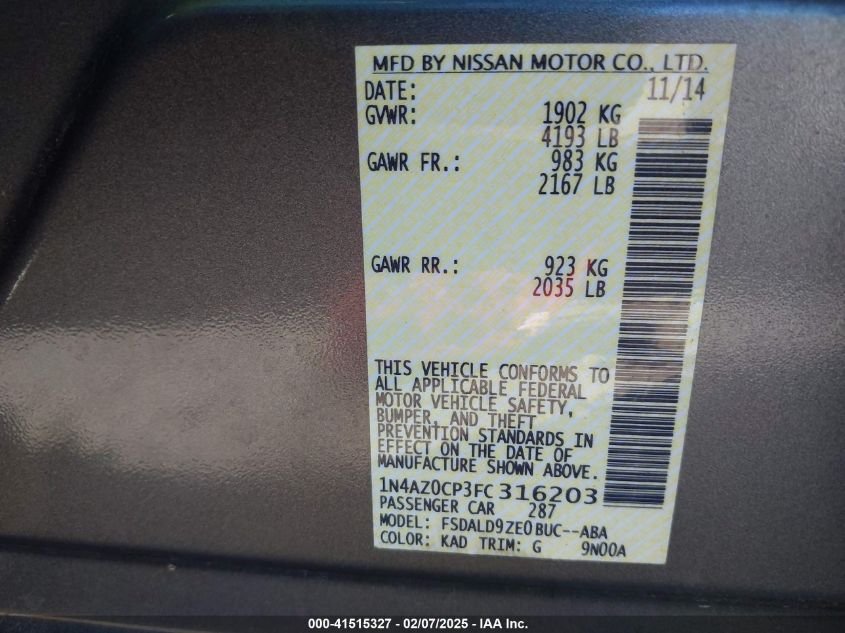 MFD BY NISSAN MOTOR CO., LTD.
DATE: 11/14
GVWR: 1902 KG
4193 LB
GAWR FR.: 983 KG
2167 LB
GAWR RR.: 923 KG
2035 LB
THIS VEHICLE CONFORMS TO
ALL APPLICABLE FEDERAL
MOTOR VEHICLE SAFETY,
BUMPER, AND THEFT
PREVENTION STANDARDS IN
EFFECT ON THE DATE OF
MANUFACTURE SHOWN ABOVE.
1N4AZ0CP3FC316203
PASSENGER CAR 287
MODEL: FSDALD9ZE0BUC--ABA
COLOR: KAD TRIM: G 9N00A
000-41515327 - 02/07/2025 - IAA Inc.